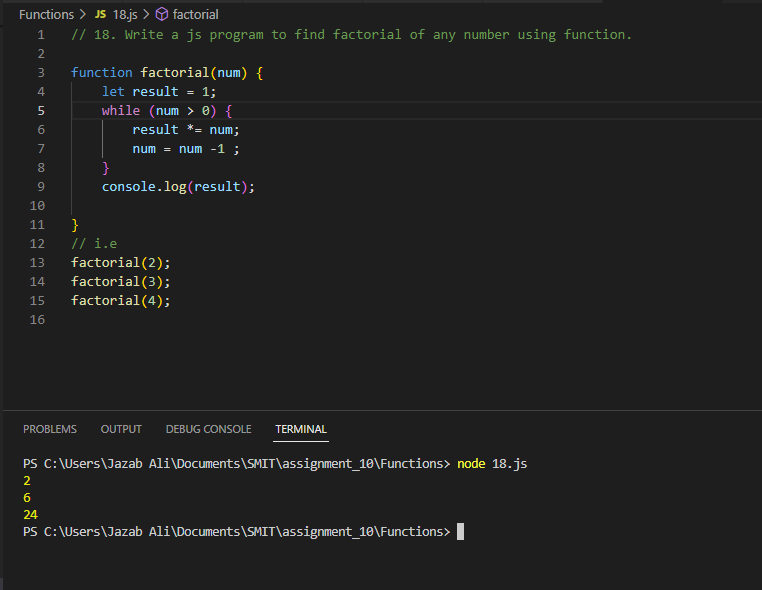 Functions > JS 18.js > factorial
1 // 18. Write a js program to find factorial of any number using function.
2
3 function factorial(num) {
4     let result = 1;
5     while (num > 0) {
6         result *= num;
7         num = num -1 ;
8     }
9     console.log(result);
10
11 }
12 // i.e
13 factorial(2);
14 factorial(3);
15 factorial(4);
16
PROBLEMS OUTPUT DEBUG CONSOLE TERMINAL
PS C:\Users\Jazab Ali\Documents\SMIT\assignment_10\Functions> node 18.js
2
6
24
PS C:\Users\Jazab Ali\Documents\SMIT\assignment_10\Functions>